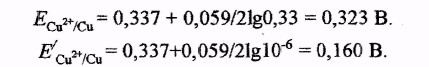 E Cu²⁺/Cu = 0,337 + 0,059/2lg0,33 = 0,323 В.
E′ Cu²⁺/Cu = 0,337+0,059/2lg10⁻⁶ = 0,160 В.